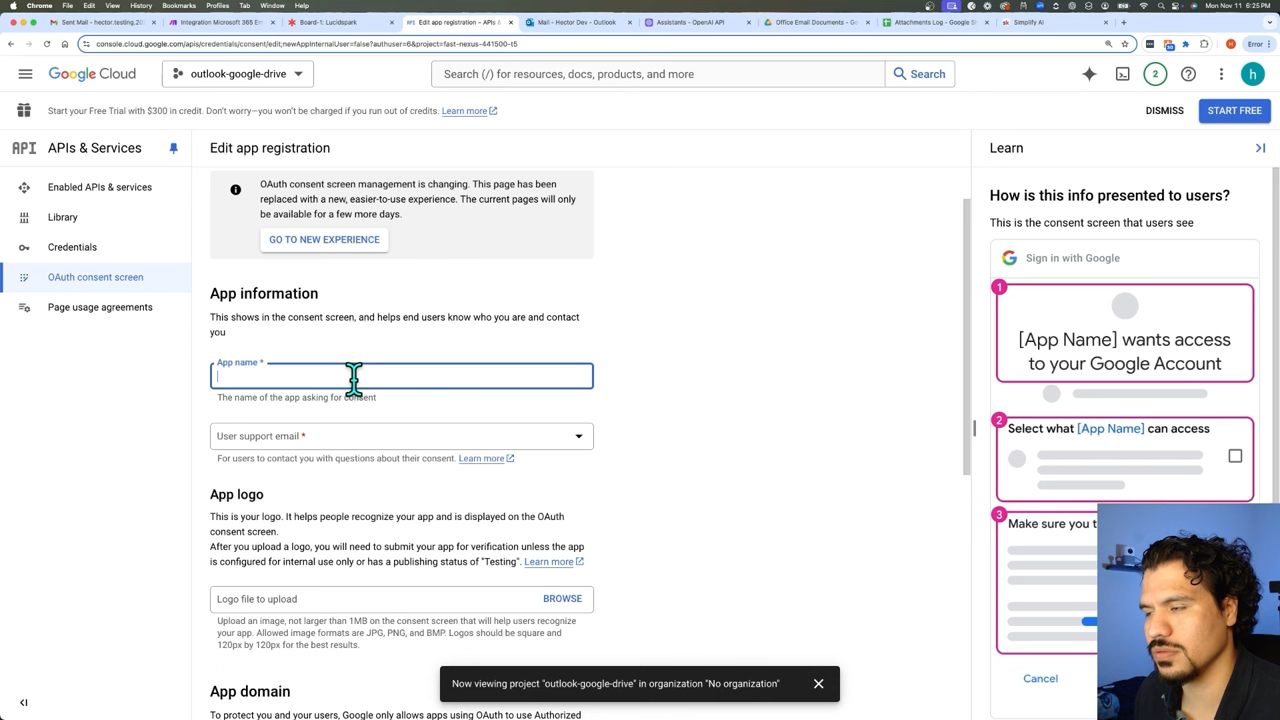 Chrome File Edit View History Bookmarks Profiles Tab Window Help
Mon Nov 11 6:25 PM
Sent Mail - hector.testing.20
Integration Microsoft 365 Em
Board-1: Lucidspark
Edit app registration – APIs &
Mail - Hector Dev - Outlook
Assistants - OpenAI API
Office Email Documents - Go
Attachments Log - Google Sh
Simplify AI
console.cloud.google.com/apis/credentials/consent/edit;newAppInternalUser=false?authuser=6&project=fast-nexus-441500-t5
Error
Google Cloud
outlook-google-drive
Search (/) for resources, docs, products, and more
Search
2
h
Start your Free Trial with $300 in credit. Don't worry—you won't be charged if you run out of credits. Learn more
DISMISS
START FREE
API APIs & Services
Enabled APIs & services
Library
Credentials
OAuth consent screen
Page usage agreements
Edit app registration
OAuth consent screen management is changing. This page has been
replaced with a new, easier-to-use experience. The current pages will only
be available for a few more days.
GO TO NEW EXPERIENCE
App information
This shows in the consent screen, and helps end users know who you are and contact
you
App name *
The name of the app asking for consent
User support email *
For users to contact you with questions about their consent. Learn more
App logo
This is your logo. It helps people recognize your app and is displayed on the OAuth
consent screen.
After you upload a logo, you will need to submit your app for verification unless the app
is configured for internal use only or has a publishing status of "Testing". Learn more
Logo file to upload
BROWSE
Upload an image, not larger than 1MB on the consent screen that will help users recognize
your app. Allowed image formats are JPG, PNG, and BMP. Logos should be square and
120px by 120px for the best results.
App domain
To protect you and your users, Google only allows apps using OAuth to use Authorized
Now viewing project "outlook-google-drive" in organization "No organization"
Learn
How is this info presented to users?
This is the consent screen that users see
Sign in with Google
1
[App Name] wants access
to your Google Account
2
Select what [App Name] can access
3
Make sure you t
Cancel